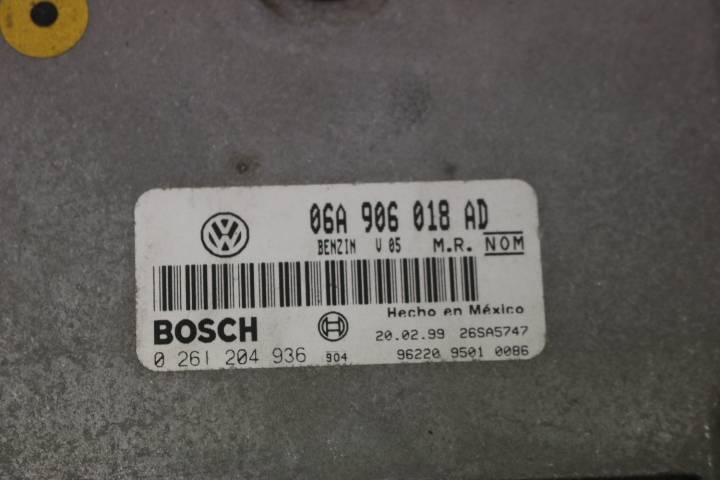 06A 906 018 AD
BENZIN V 05 M.R. NOM
Hecho en México
BOSCH 20.02.99 26SA5747
0 261 204 936 904 96220 9501 0086